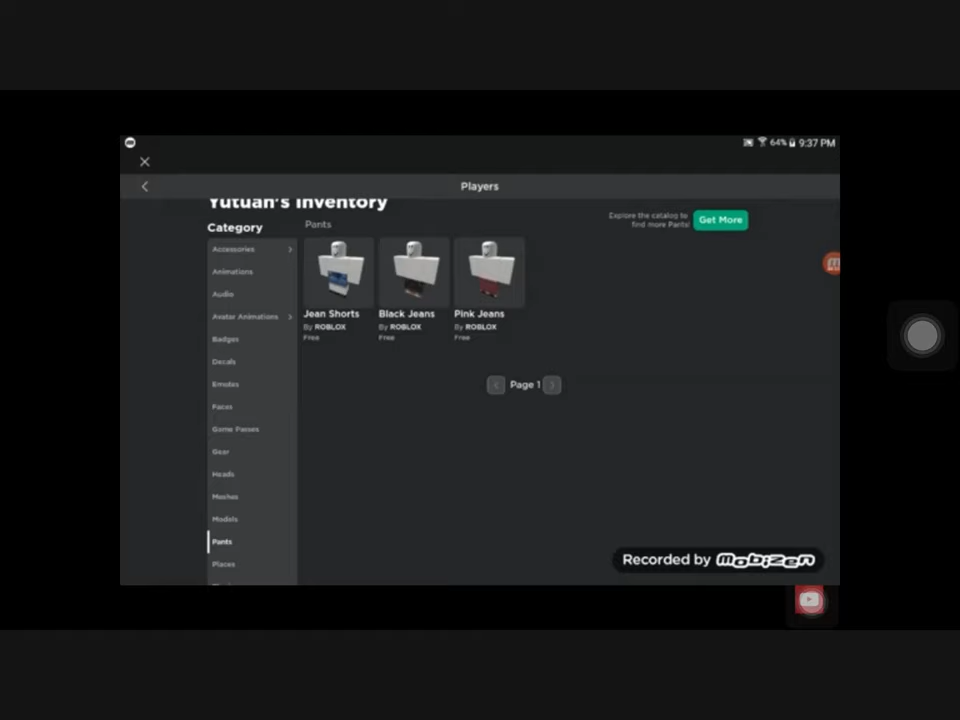 64% 9:37 PM
Players
Yutuan's Inventory
Category
Pants
Explore the catalog to
find more Pants!
Get More
Accessories
Animations
Audio
Avatar Animations
Badges
Decals
Emotes
Faces
Game Passes
Gear
Heads
Meshes
Models
Pants
Places
Jean Shorts
By ROBLOX
Free
Black Jeans
By ROBLOX
Free
Pink Jeans
By ROBLOX
Free
Page 1
Recorded by mobizen